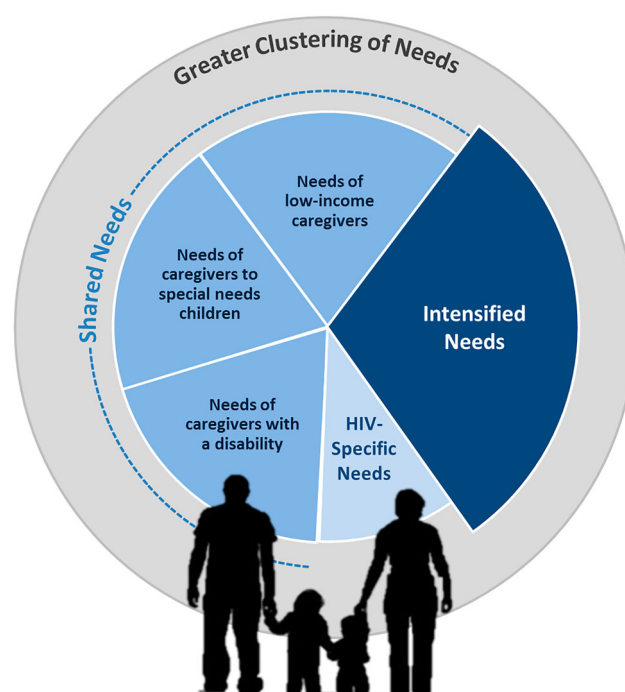 Greater Clustering of Needs
Shared Needs
Needs of
low-income
caregivers
Needs of
caregivers to
special needs
children
Needs of
caregivers with
a disability
HIV-
Specific
Needs
Intensified
Needs